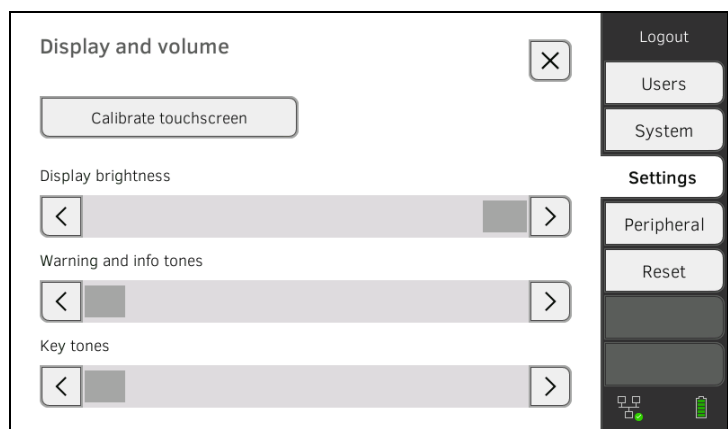 Display and volume
Calibrate touchscreen
Display brightness
Warning and info tones
Key tones
Logout
Users
System
Settings
Peripheral
Reset